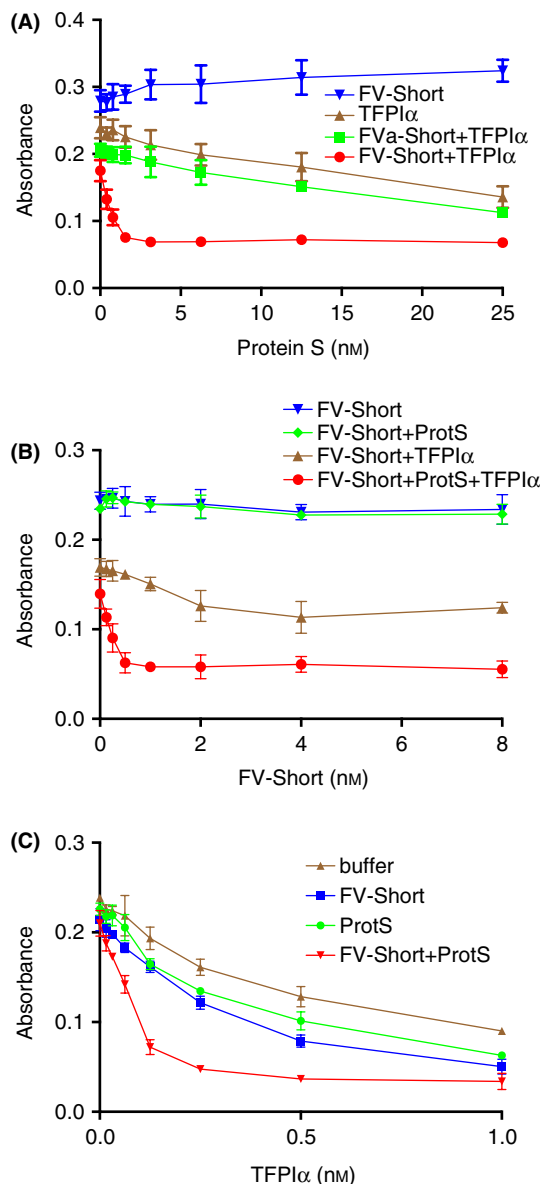 (A)
0.4
0.3
0.2
0.1
0.0
Absorbance
FV-Short
TFPIα
FVa-Short+TFPIα
FV-Short+TFPIα
0 5 10 15 20 25
Protein S (nM)
(B)
FV-Short
FV-Short+ProtS
FV-Short+TFPIα
FV-Short+ProtS+TFPIα
0.3
0.2
0.1
0.0
Absorbance
0 2 4 6 8
FV-Short (nM)
(C)
0.3
0.2
0.1
0.0
Absorbance
buffer
FV-Short
ProtS
FV-Short+ProtS
0.0 0.5 1.0
TFPIα (nM)